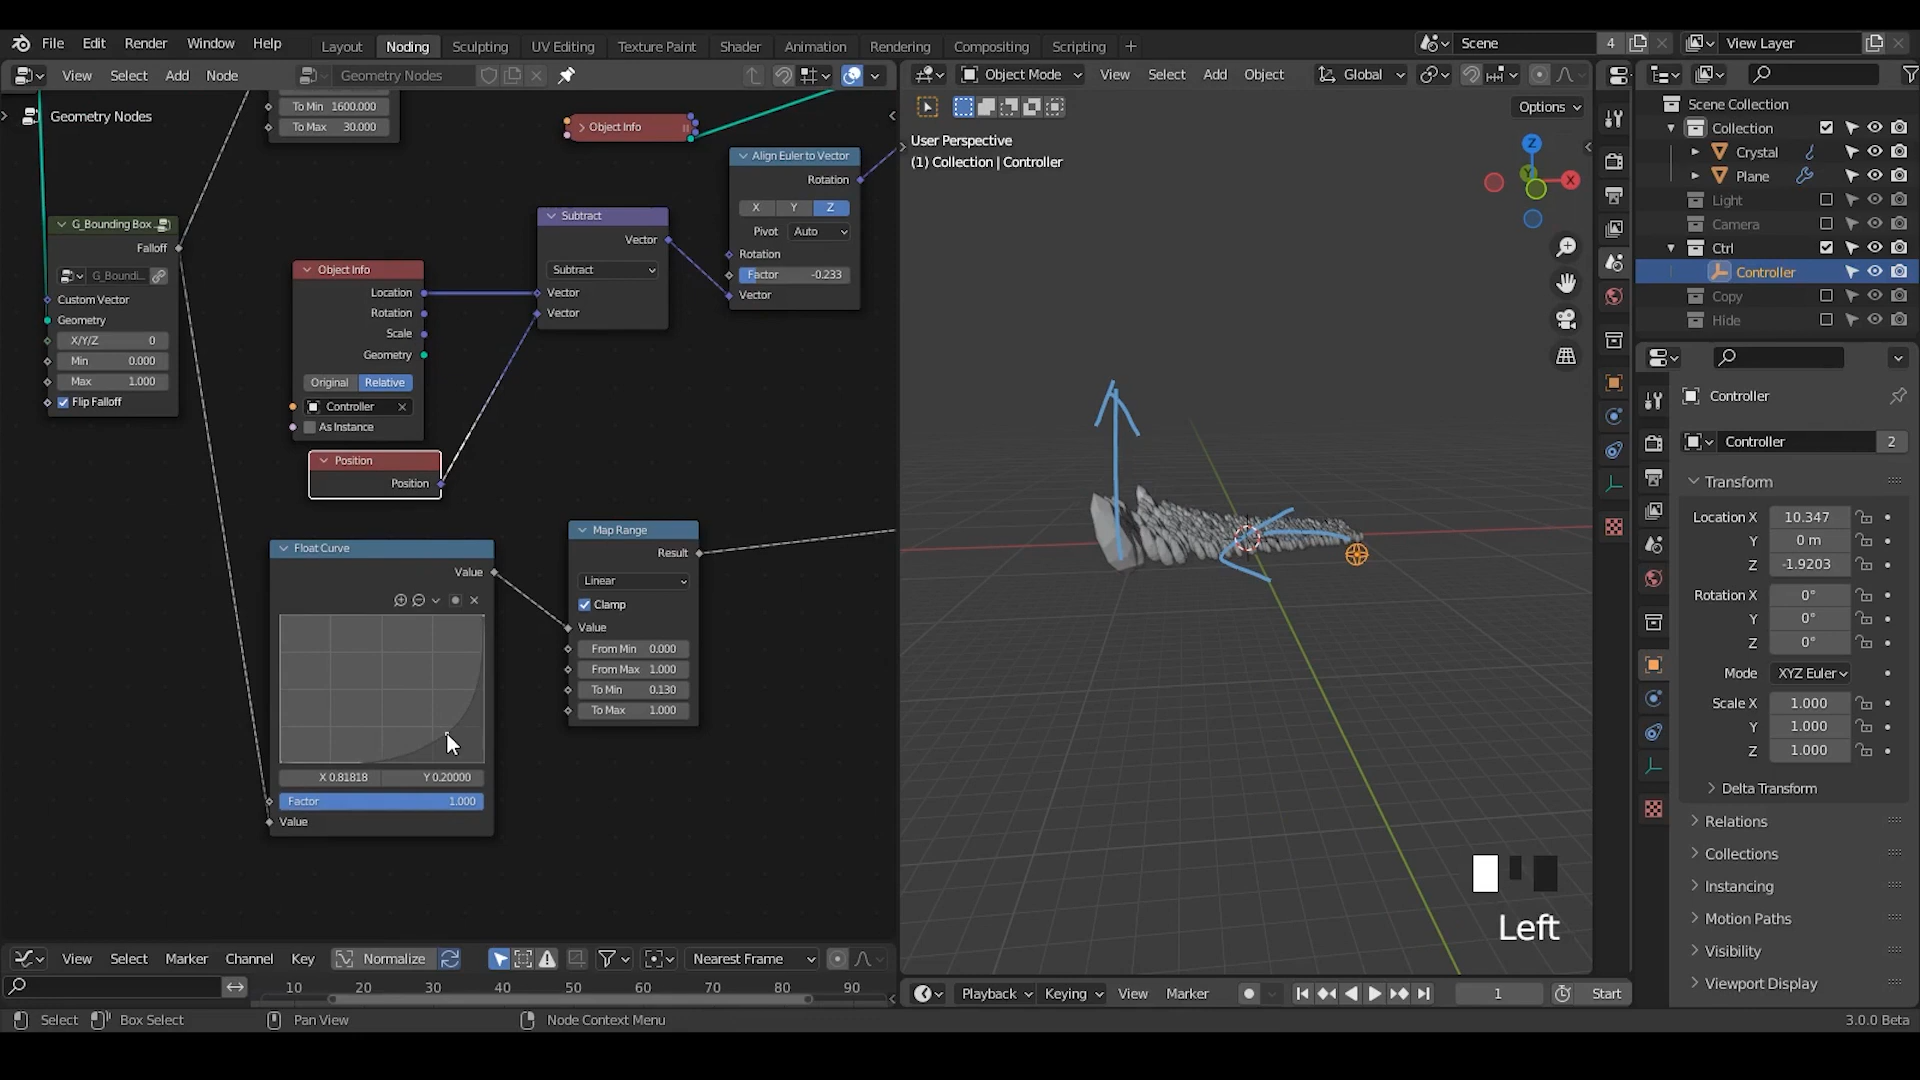 File Edit Render Window Help
Layout Noding Sculpting UV Editing Texture Paint Shader Animation Rendering Compositing Scripting +
Scene 4
View Layer
View Select Add Node
Geometry Nodes
Object Mode View Select Add Object Global
Options
Geometry Nodes
To Min 1600.000
To Max 30.000
Object Info
Align Euler to Vector
Rotation
X Y Z
Pivot Auto
Rotation
Factor -0.233
Vector
G_Bounding Box
Falloff
G_Boundi...
Custom Vector
Geometry
X/Y/Z 0
Min 0.000
Max 1.000
Flip Falloff
Subtract
Vector
Subtract
Vector
Vector
Object Info
Location
Rotation
Scale
Geometry
Original Relative
Controller
As Instance
Position
Position
Float Curve
Value
X 0.81818 Y 0.20000
Factor 1.000
Value
Map Range
Result
Linear
Clamp
Value
From Min 0.000
From Max 1.000
To Min 0.130
To Max 1.000
User Perspective
(1) Collection | Controller
Z
Y
X
Left
Scene Collection
Collection
Crystal
Plane
Light
Camera
Ctrl
Controller
Copy
Hide
Controller
Controller 2
Transform
Location X 10.347
Y 0 m
Z -1.9203
Rotation X 0°
Y 0°
Z 0°
Mode XYZ Euler
Scale X 1.000
Y 1.000
Z 1.000
Delta Transform
Relations
Collections
Instancing
Motion Paths
Visibility
Viewport Display
View Select Marker Channel Key Normalize Nearest Frame
10 20 30 40 50 60 70 80 90
Playback Keying View Marker 1 Start
Select Box Select Pan View Node Context Menu 3.0.0 Beta